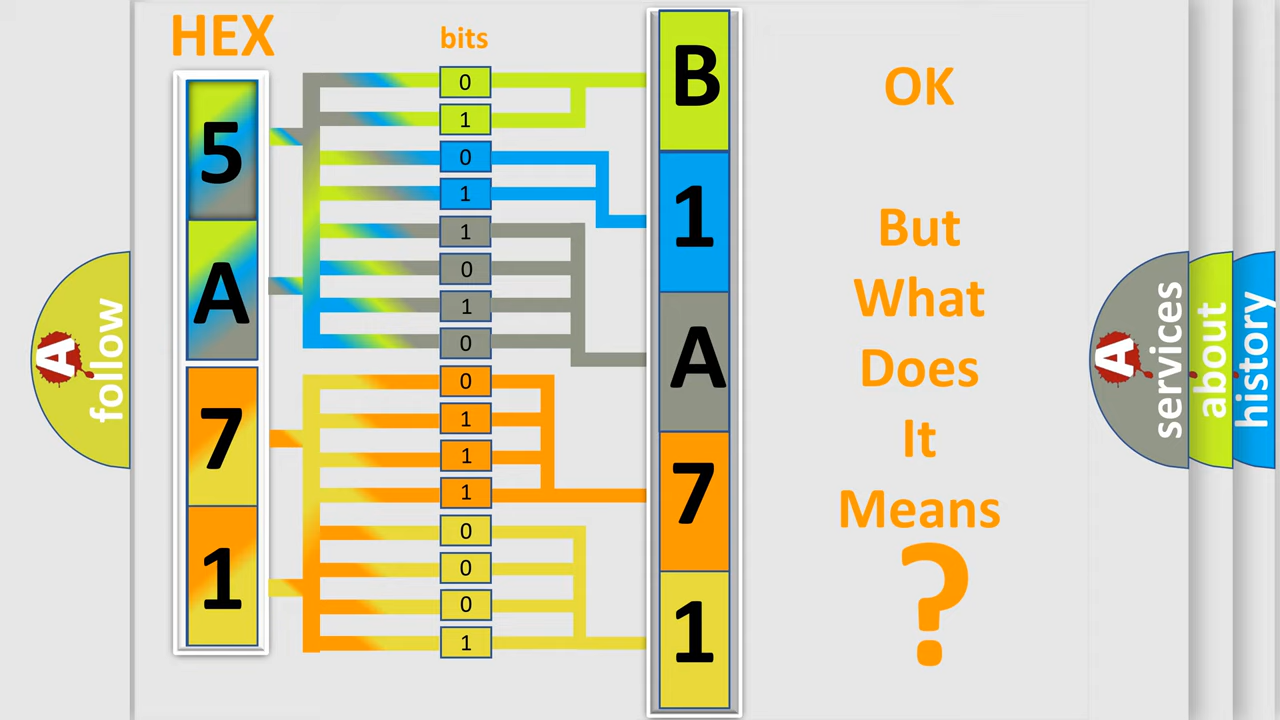 HEX
bits
5
A
7
1
0
1
0
1
1
0
1
0
0
1
1
1
0
0
0
1
B
1
A
7
1
OK
But
What
Does
It
Means
?
A
follow
A
services
about
history